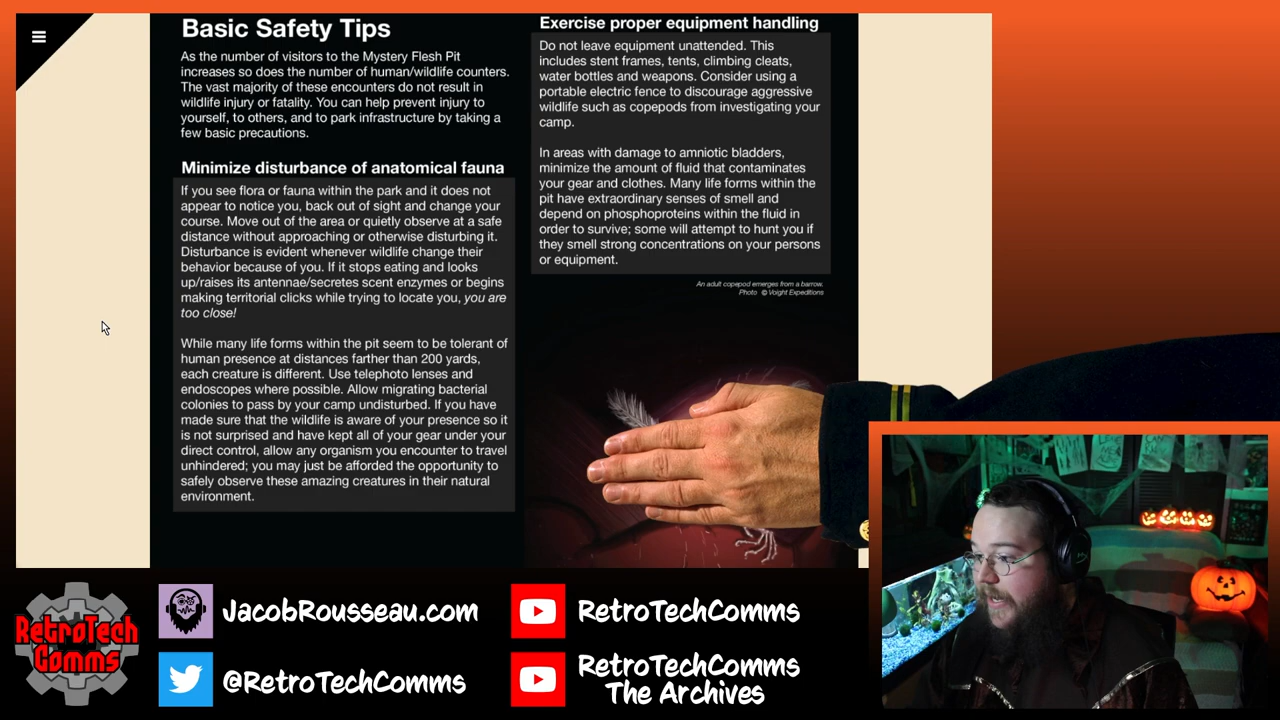 Basic Safety Tips
As the number of visitors to the Mystery Flesh Pit
increases so does the number of human/wildlife counters.
The vast majority of these encounters do not result in
wildlife injury or fatality. You can help prevent injury to
yourself, to others, and to park infrastructure by taking a
few basic precautions.
Minimize disturbance of anatomical fauna
If you see flora or fauna within the park and it does not
appear to notice you, back out of sight and change your
course. Move out of the area or quietly observe at a safe
distance without approaching or otherwise disturbing it.
Disturbance is evident whenever wildlife change their
behavior because of you. If it stops eating and looks
up/raises its antennae/secretes scent enzymes or begins
making territorial clicks while trying to locate you, you are
too close!
While many life forms within the pit seem to be tolerant of
human presence at distances farther than 200 yards,
each creature is different. Use telephoto lenses and
endoscopes where possible. Allow migrating bacterial
colonies to pass by your camp undisturbed. If you have
made sure that the wildlife is aware of your presence so it
is not surprised and have kept all of your gear under your
direct control, allow any organism you encounter to travel
unhindered; you may just be afforded the opportunity to
safely observe these amazing creatures in their natural
environment.
Exercise proper equipment handling
Do not leave equipment unattended. This
includes stent frames, tents, climbing cleats,
water bottles and weapons. Consider using a
portable electric fence to discourage aggressive
wildlife such as copepods from investigating your
camp.
In areas with damage to amniotic bladders,
minimize the amount of fluid that contaminates
your gear and clothes. Many life forms within the
pit have extraordinary senses of smell and
depend on phosphoproteins within the fluid in
order to survive; some will attempt to hunt you if
they smell strong concentrations on your persons
or equipment.
An adult copepod emerges from a barrow.
Photo © Voight Expeditions
RetroTech
Comms
JacobRousseau.com
@RetroTechComms
RetroTechComms
RetroTechComms
The Archives